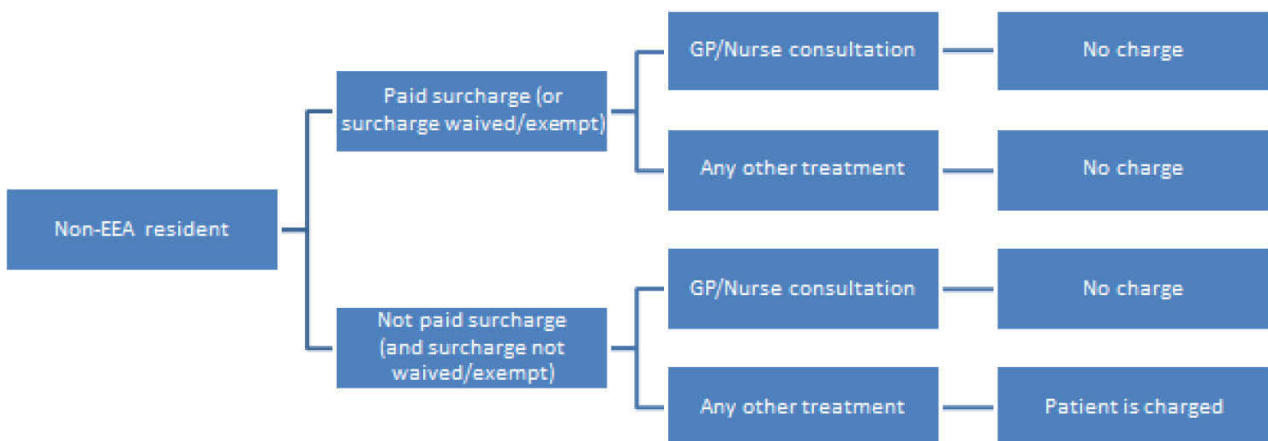 Non-EEA resident
Paid surcharge (or
surcharge waived/exempt)
GP/Nurse consultation
No charge
Any other treatment
No charge
Not paid surcharge
(and surcharge not
waived/exempt)
GP/Nurse consultation
No charge
Any other treatment
Patient is charged